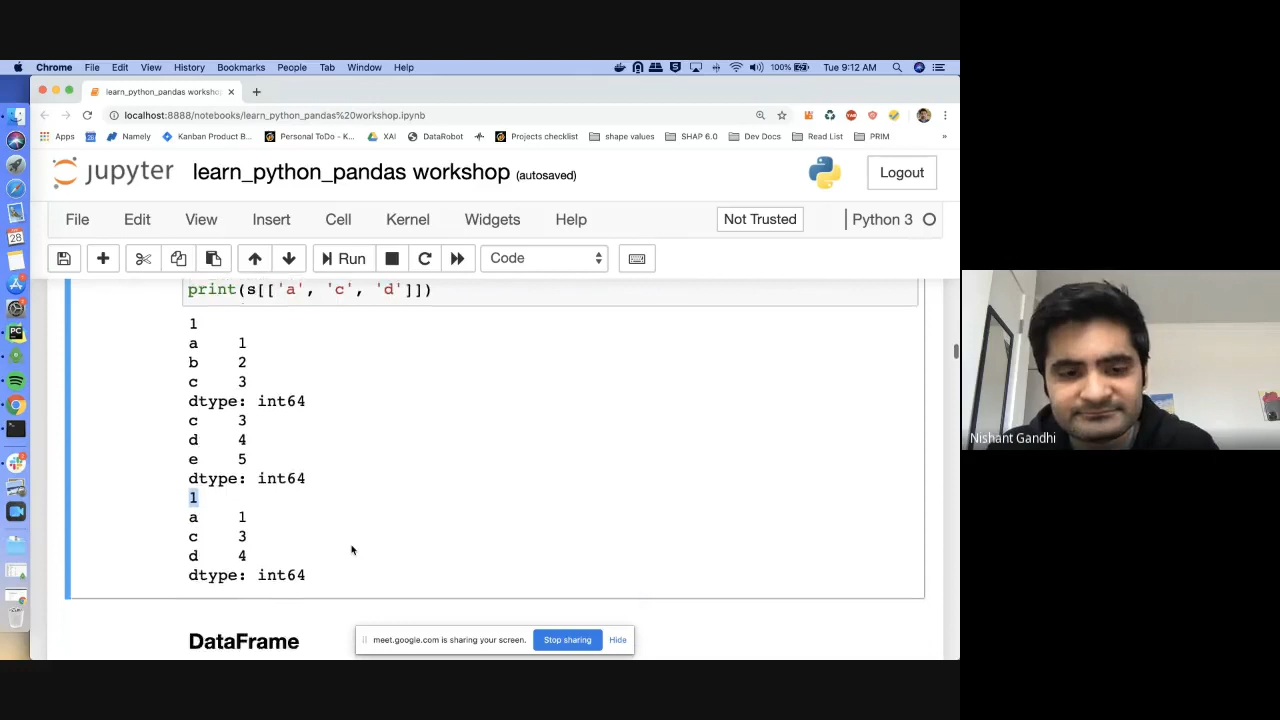 Chrome File Edit View History Bookmarks People Tab Window Help 100% Tue 9:12 AM
learn_python_pandas worksho
localhost:8888/notebooks/learn_python_pandas%20workshop.ipynb
Apps Namely Kanban Product B... Personal ToDo - K... XAI DataRobot Projects checklist shape values SHAP 6.0 Dev Docs Read List PRIM »
jupyter learn_python_pandas workshop (autosaved) Logout
File Edit View Insert Cell Kernel Widgets Help Not Trusted Python 3
Run Code
print(s[['a', 'c', 'd']])
1
a 1
b 2
c 3
dtype: int64
c 3
d 4
e 5
dtype: int64
1
a 1
c 3
d 4
dtype: int64
DataFrame
meet.google.com is sharing your screen. Stop sharing Hide
Nishant Gandhi